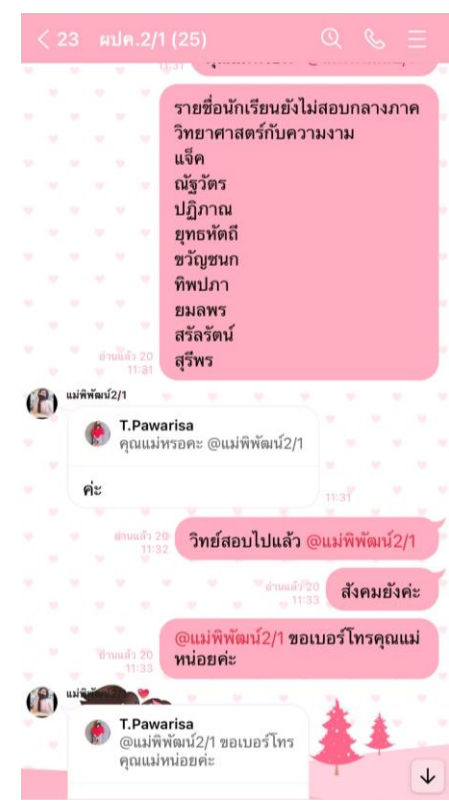 23 ผปค.2/1 (25)
11:31
รายชื่อนักเรียนยังไม่สอบกลางภาค
วิทยาศาสตร์กับความงาม
แจ็ค
ณัฐวัตร
ปฏิภาณ
ยุทธหัตถี
ขวัญชนก
ทิพปภา
ยมลพร
สรัลรัตน์
สุรีพร
อ่านแล้ว 20
11:31
แม่พิพัฒน์2/1
T.Pawarisa
คุณแม่หรอคะ @แม่พิพัฒน์2/1
ค่ะ
11:31
อ่านแล้ว 20
11:32
วิทย์สอบไปแล้ว @แม่พิพัฒน์2/1
อ่านแล้ว 20
11:33
สังคมยังค่ะ
@แม่พิพัฒน์2/1 ขอเบอร์โทรคุณแม่
หน่อยค่ะ
อ่านแล้ว 20
11:33
T.Pawarisa
@แม่พิพัฒน์2/1 ขอเบอร์โทร
คุณแม่หน่อยค่ะ